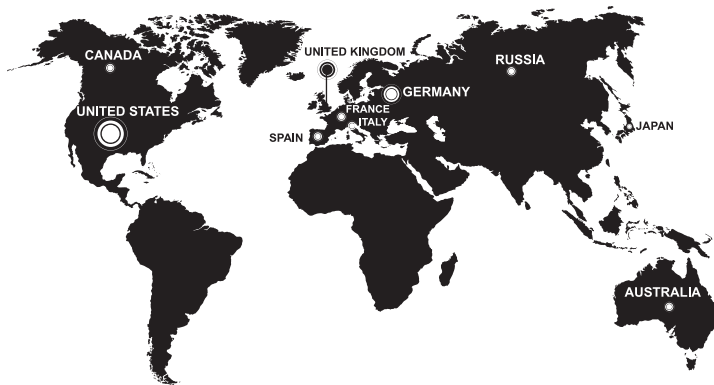 CANADA
UNITED KINGDOM
RUSSIA
GERMANY
UNITED STATES
FRANCE
ITALY
SPAIN
JAPAN
AUSTRALIA